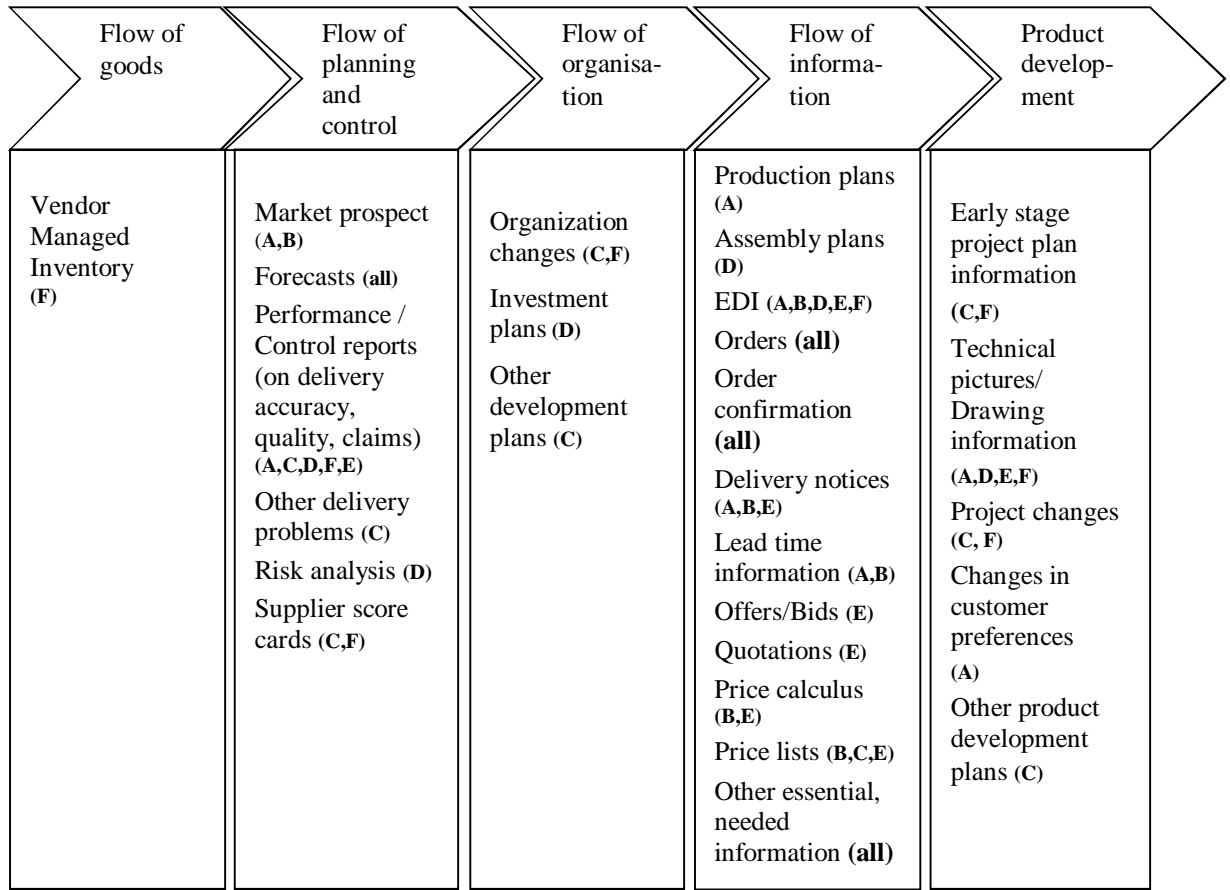 Flow of
goods
Flow of
planning
and
control
Flow of
organisa-
tion
Flow of
informa-
tion
Product
develop-
ment
Vendor
Managed
Inventory
(F)
Market prospect
(A,B)
Forecasts (all)
Performance /
Control reports
(on delivery
accuracy,
quality, claims)
(A,C,D,F,E)
Other delivery
problems (C)
Risk analysis (D)
Supplier score
cards (C,F)
Organization
changes (C,F)
Investment
plans (D)
Other
development
plans (C)
Production plans
(A)
Assembly plans
(D)
EDI (A,B,D,E,F)
Orders (all)
Order
confirmation
(all)
Delivery notices
(A,B,E)
Lead time
information (A,B)
Offers/Bids (E)
Quotations (E)
Price calculus
(B,E)
Price lists (B,C,E)
Other essential,
needed
information (all)
Early stage
project plan
information
(C,F)
Technical
pictures/
Drawing
information
(A,D,E,F)
Project changes
(C, F)
Changes in
customer
preferences
(A)
Other product
development
plans (C)